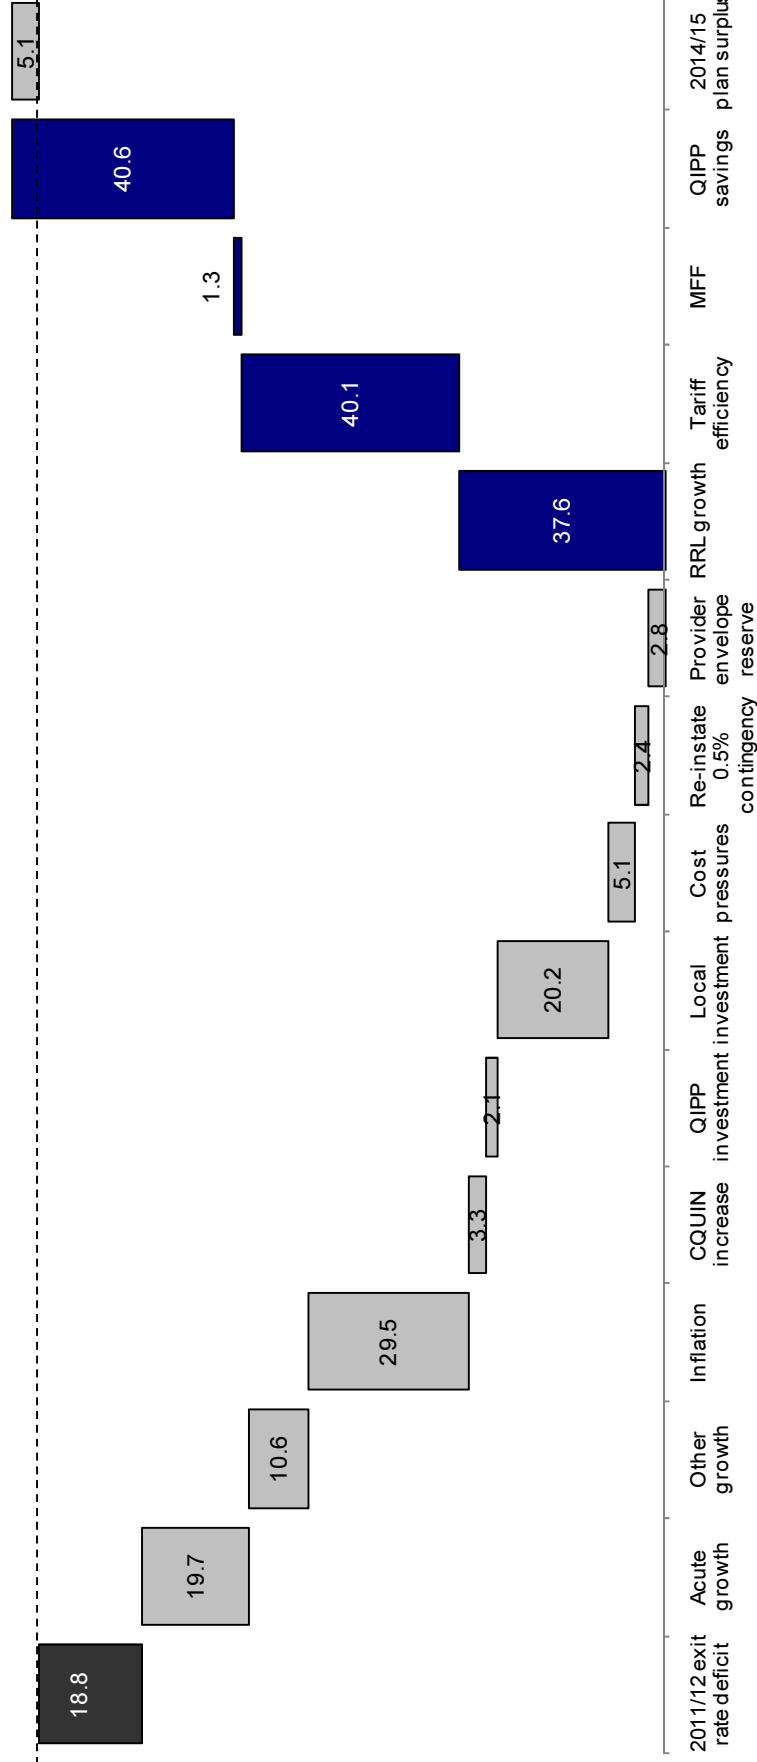 18.8
19.7
10.6
29.5
3.3
2.1
20.2
5.1
2.4
2.8
37.6
40.1
1.3
40.6
5.1
2011/12 exit
rate deficit
Acute
growth
Other
growth
Inflation
CQUIN
increase
QIPP
investment
Local
investment
Cost
pressures
Re-instate
0.5%
contingency
Provider
envelope
reserve
RRL growth
Tariff
efficiency
MFF
QIPP
savings
2014/15
plan surplus